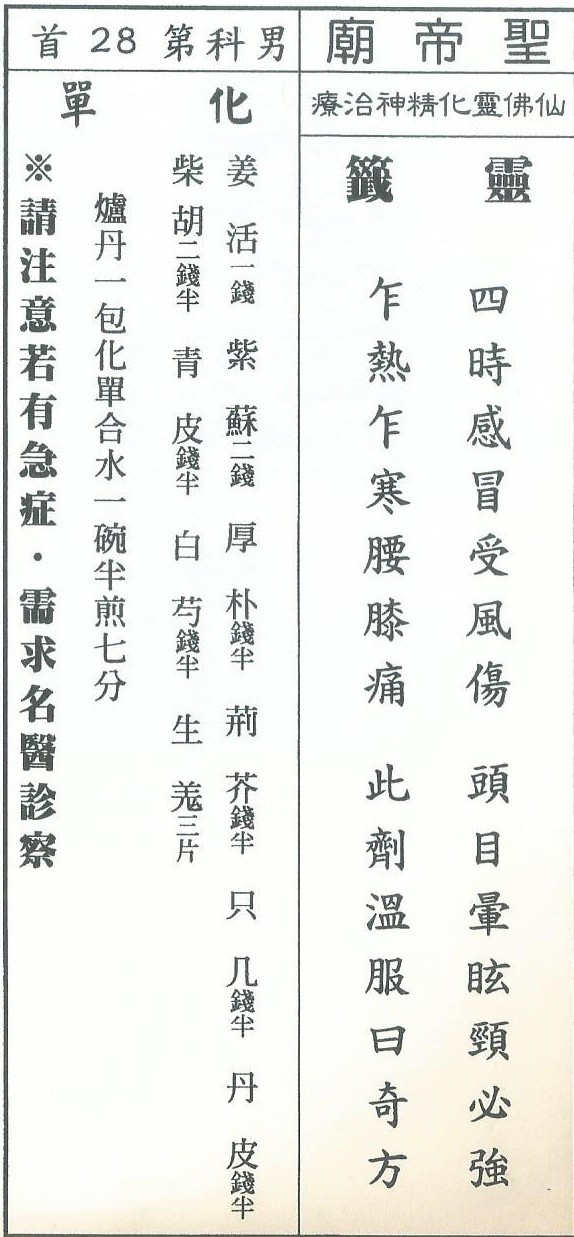 聖帝廟
仙佛靈化精神治療
靈籤
四時感冒受風傷　頭目暈眩頸必強
乍熱乍寒腰膝痛　此劑溫服曰奇方
男科第28首
化單
姜活一錢　紫蘇二錢　厚朴錢半　荊芥錢半　只几錢半　丹皮錢半
柴胡二錢半　青皮錢半　白芍錢半　生羗三片
爐丹一包化單合水一碗半煎七分
※請注意若有急症・需求名醫診察